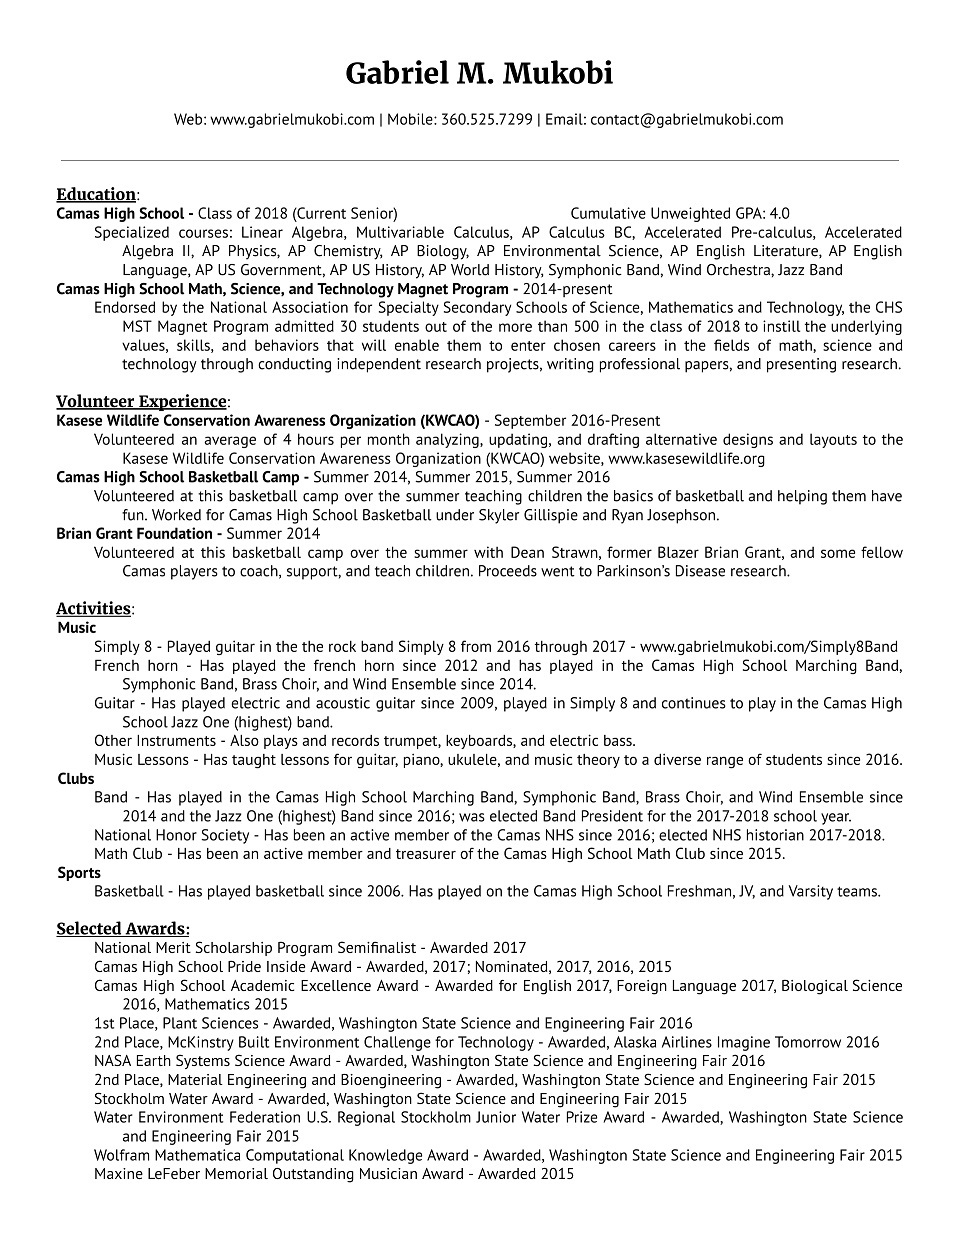 Gabriel M. Mukobi
Web: www.gabrielmukobi.com | Mobile: 360.525.7299 | Email: contact@gabrielmukobi.com
Education:
Camas High School - Class of 2018 (Current Senior) Cumulative Unweighted GPA: 4.0
Specialized courses: Linear Algebra, Multivariable Calculus, AP Calculus BC, Accelerated Pre-calculus, Accelerated
Algebra II, AP Physics, AP Chemistry, AP Biology, AP Environmental Science, AP English Literature, AP English
Language, AP US Government, AP US History, AP World History, Symphonic Band, Wind Orchestra, Jazz Band
Camas High School Math, Science, and Technology Magnet Program - 2014-present
Endorsed by the National Association for Specialty Secondary Schools of Science, Mathematics and Technology, the CHS
MST Magnet Program admitted 30 students out of the more than 500 in the class of 2018 to instill the underlying
values, skills, and behaviors that will enable them to enter chosen careers in the fields of math, science and
technology through conducting independent research projects, writing professional papers, and presenting research.
Volunteer Experience:
Kasese Wildlife Conservation Awareness Organization (KWCAO) - September 2016-Present
Volunteered an average of 4 hours per month analyzing, updating, and drafting alternative designs and layouts to the
Kasese Wildlife Conservation Awareness Organization (KWCAO) website, www.kasesewildlife.org
Camas High School Basketball Camp - Summer 2014, Summer 2015, Summer 2016
Volunteered at this basketball camp over the summer teaching children the basics of basketball and helping them have
fun. Worked for Camas High School Basketball under Skyler Gillispie and Ryan Josephson.
Brian Grant Foundation - Summer 2014
Volunteered at this basketball camp over the summer with Dean Strawn, former Blazer Brian Grant, and some fellow
Camas players to coach, support, and teach children. Proceeds went to Parkinson's Disease research.
Activities:
Music
Simply 8 - Played guitar in the the rock band Simply 8 from 2016 through 2017 - www.gabrielmukobi.com/Simply8Band
French horn - Has played the french horn since 2012 and has played in the Camas High School Marching Band,
Symphonic Band, Brass Choir, and Wind Ensemble since 2014.
Guitar - Has played electric and acoustic guitar since 2009, played in Simply 8 and continues to play in the Camas High
School Jazz One (highest) band.
Other Instruments - Also plays and records trumpet, keyboards, and electric bass.
Music Lessons - Has taught lessons for guitar, piano, ukulele, and music theory to a diverse range of students since 2016.
Clubs
Band - Has played in the Camas High School Marching Band, Symphonic Band, Brass Choir, and Wind Ensemble since
2014 and the Jazz One (highest) Band since 2016; was elected Band President for the 2017-2018 school year.
National Honor Society - Has been an active member of the Camas NHS since 2016; elected NHS historian 2017-2018.
Math Club - Has been an active member and treasurer of the Camas High School Math Club since 2015.
Sports
Basketball - Has played basketball since 2006. Has played on the Camas High School Freshman, JV, and Varsity teams.
Selected Awards:
National Merit Scholarship Program Semifinalist - Awarded 2017
Camas High School Pride Inside Award - Awarded, 2017; Nominated, 2017, 2016, 2015
Camas High School Academic Excellence Award - Awarded for English 2017, Foreign Language 2017, Biological Science
2016, Mathematics 2015
1st Place, Plant Sciences - Awarded, Washington State Science and Engineering Fair 2016
2nd Place, McKinstry Built Environment Challenge for Technology - Awarded, Alaska Airlines Imagine Tomorrow 2016
NASA Earth Systems Science Award - Awarded, Washington State Science and Engineering Fair 2016
2nd Place, Material Engineering and Bioengineering - Awarded, Washington State Science and Engineering Fair 2015
Stockholm Water Award - Awarded, Washington State Science and Engineering Fair 2015
Water Environment Federation U.S. Regional Stockholm Junior Water Prize Award - Awarded, Washington State Science
and Engineering Fair 2015
Wolfram Mathematica Computational Knowledge Award - Awarded, Washington State Science and Engineering Fair 2015
Maxine LeFeber Memorial Outstanding Musician Award - Awarded 2015